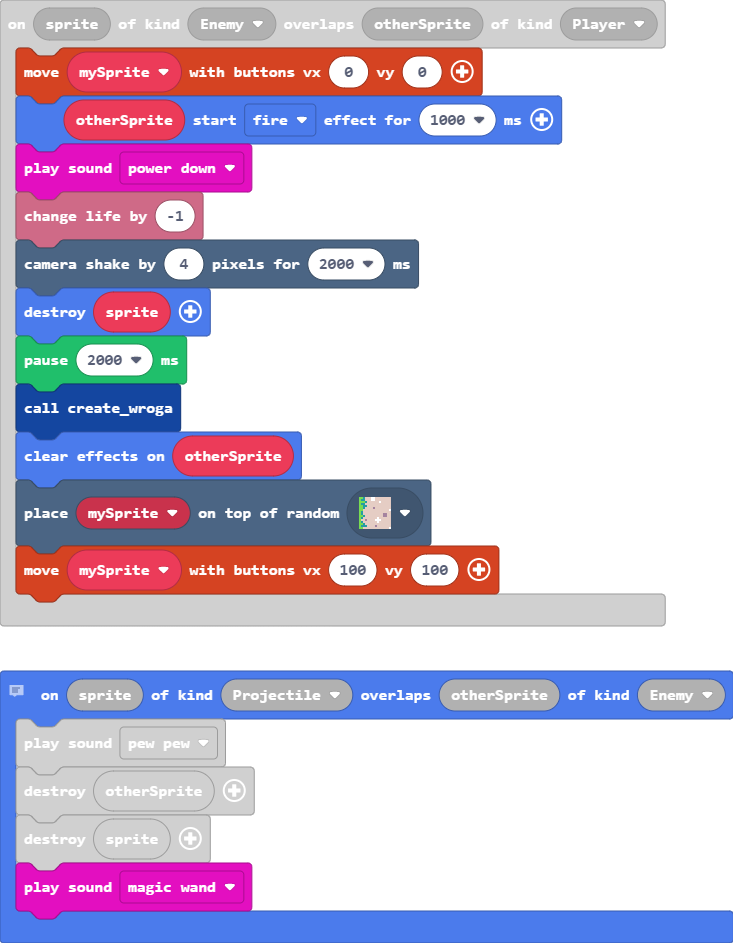 on sprite of kind Enemy overlaps otherSprite of kind Player
move mySprite with buttons vx 0 vy 0
otherSprite start fire effect for 1000 ms
play sound power down
change life by -1
camera shake by 4 pixels for 2000 ms
destroy sprite
pause 2000 ms
call create_wroga
clear effects on otherSprite
place mySprite on top of random
move mySprite with buttons vx 100 vy 100
on sprite of kind Projectile overlaps otherSprite of kind Enemy
play sound pew pew
destroy otherSprite
destroy sprite
play sound magic wand